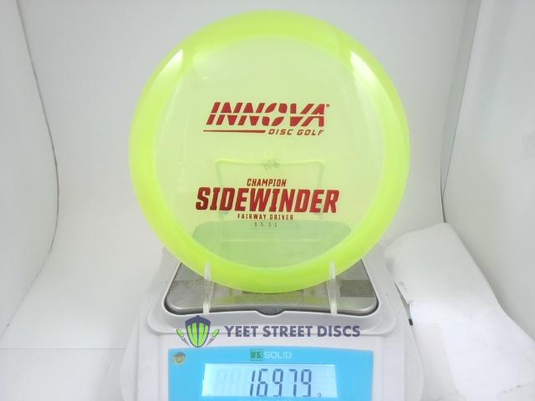 INNOVA
DISC GOLF
CHAMPION
SIDEWINDER
FAIRWAY DRIVER
YEET STREET DISCS
U.S. SOLID
169.79 g